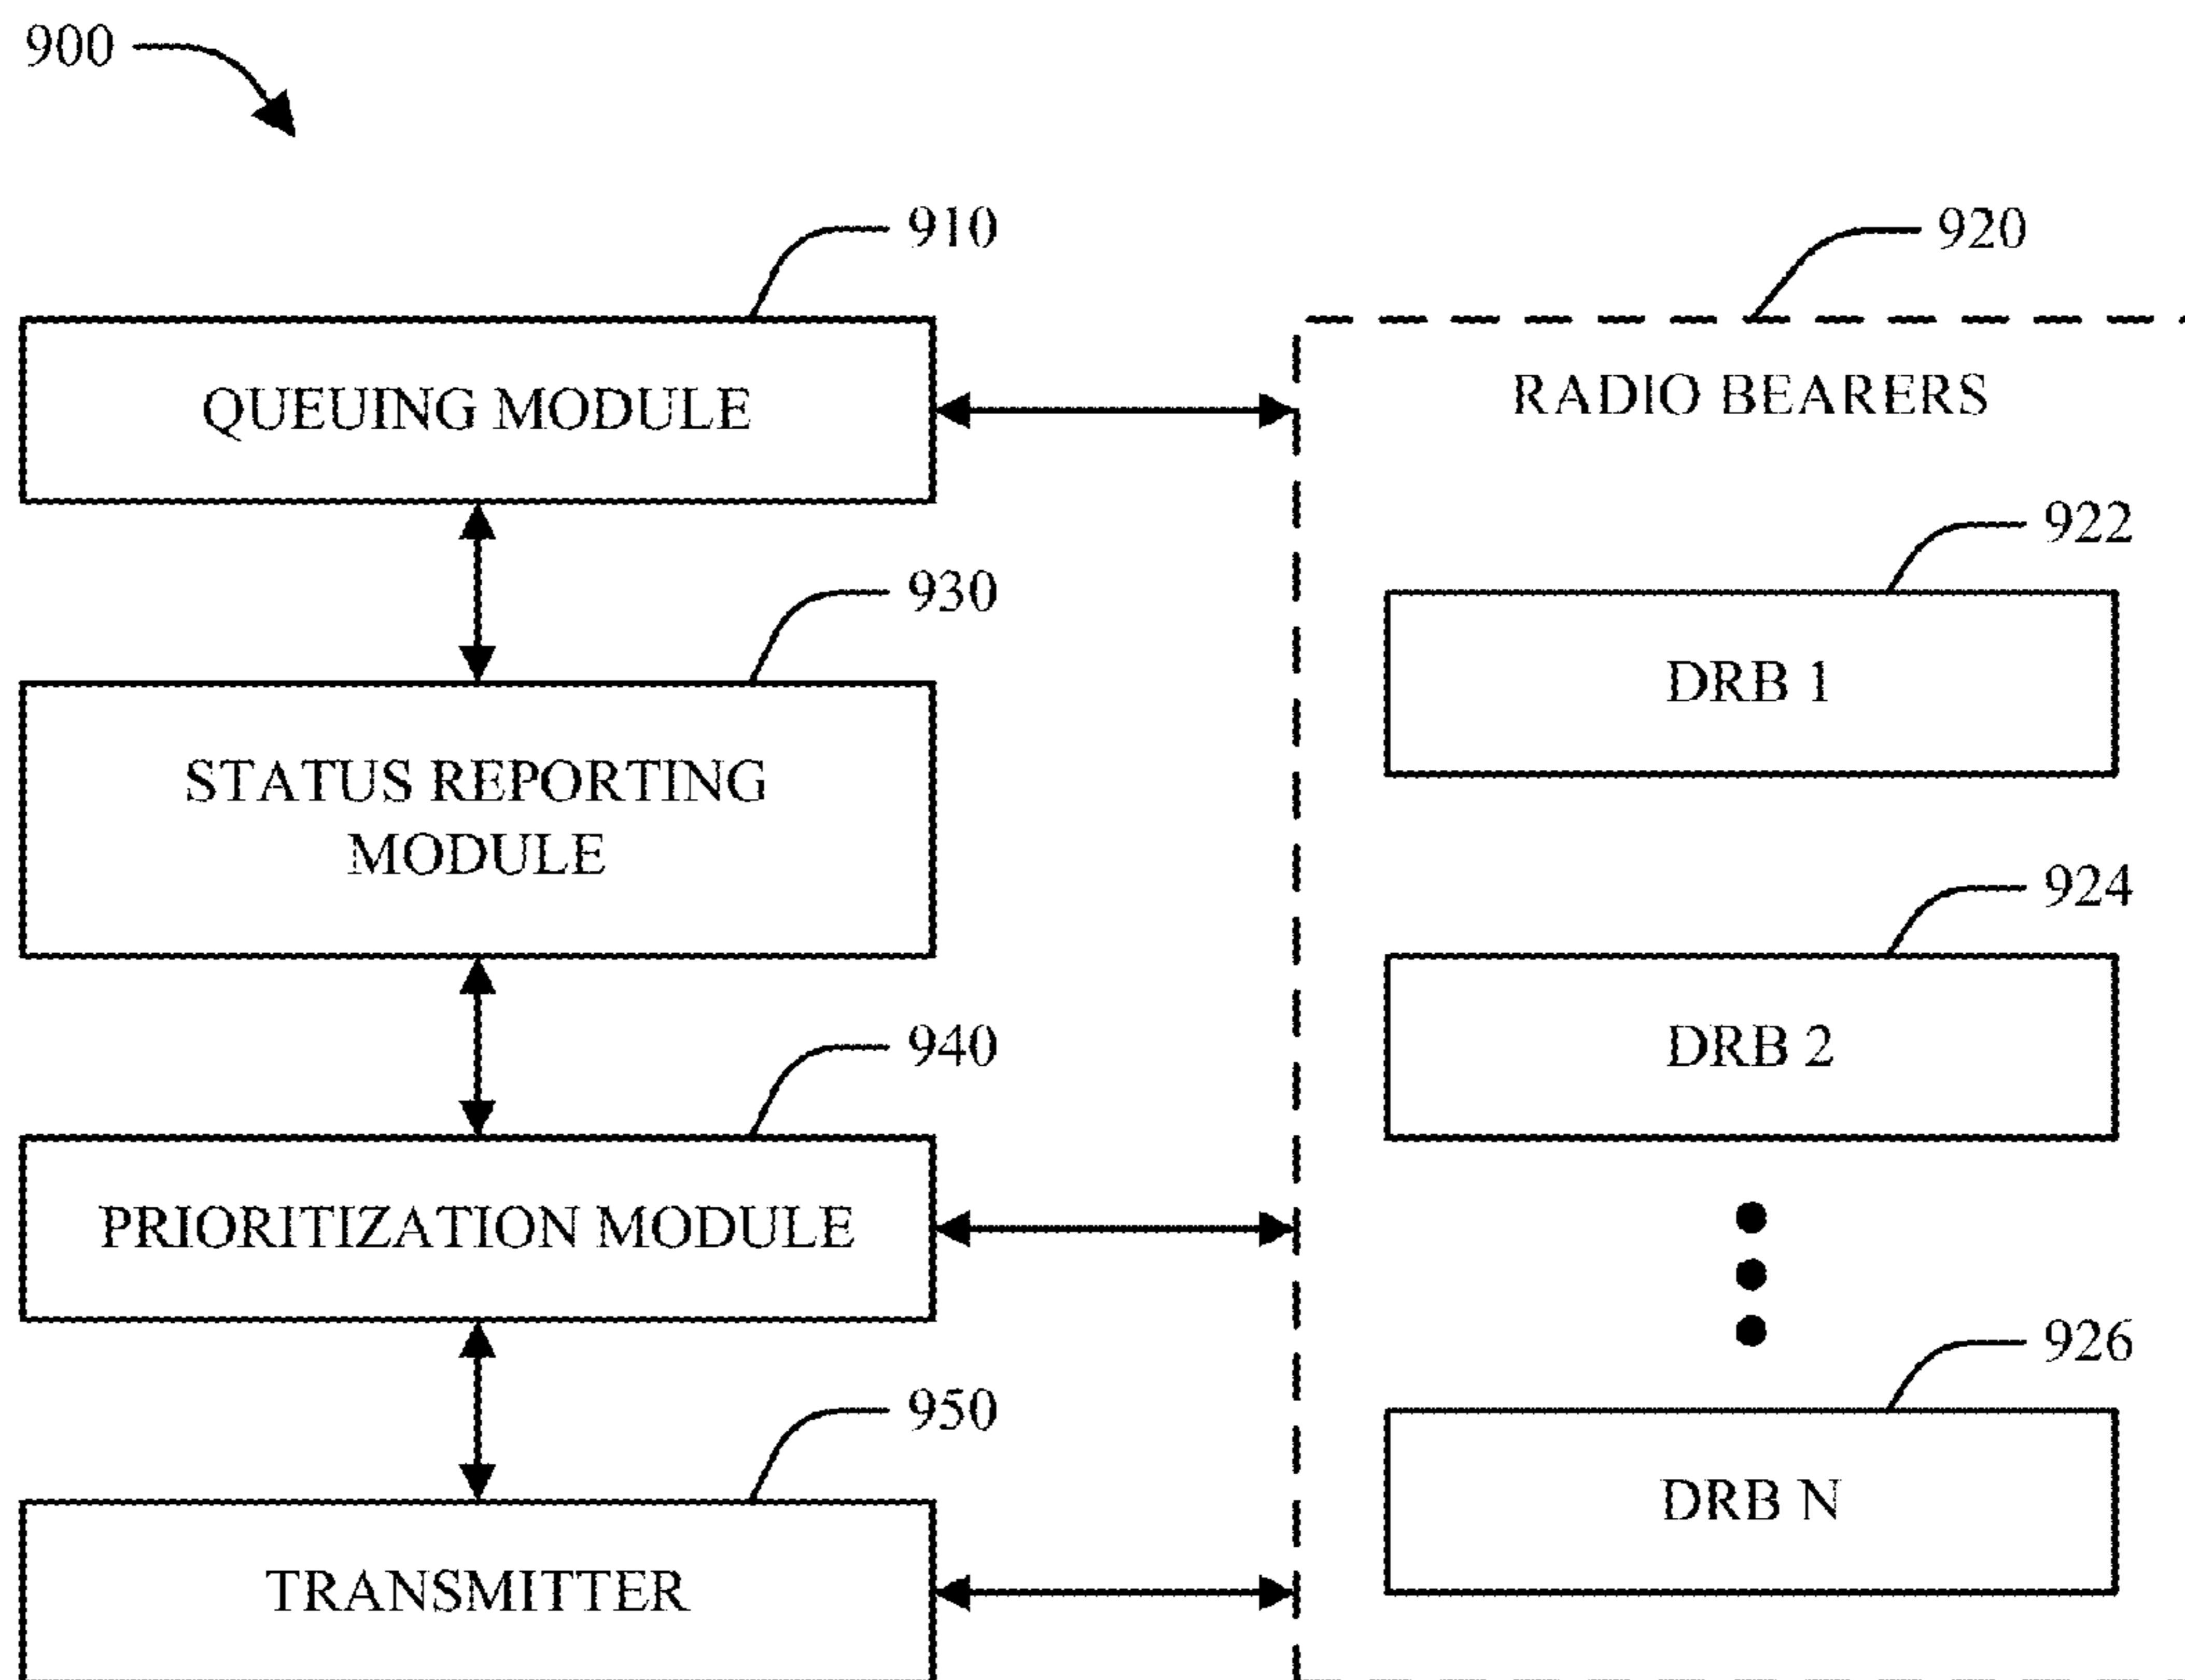 900
910
920
QUEUING MODULE
RADIO BEARERS
922
930
DRB 1
STATUS REPORTING
MODULE
924
940
DRB 2
PRIORITIZATION MODULE
926
950
DRB N
TRANSMITTER